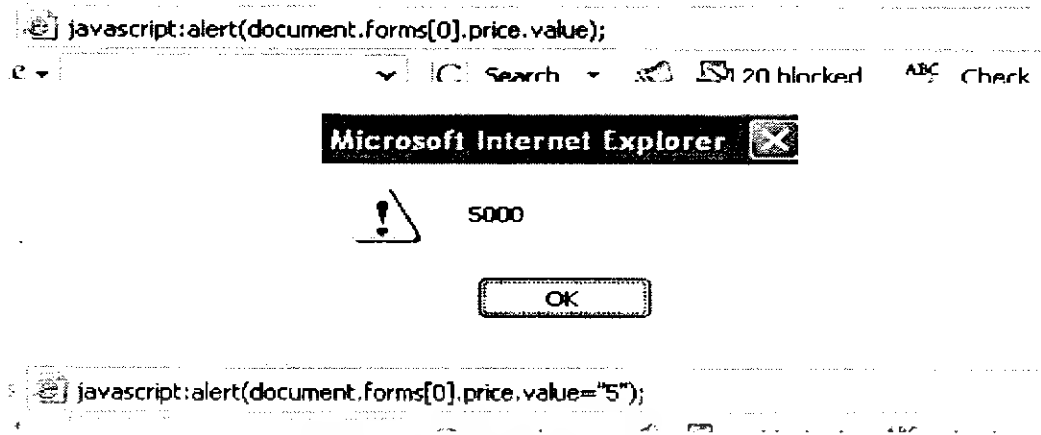 javascript:alert(document.forms[0].price.value);
Search 20 blocked ABC Check
Microsoft Internet Explorer
5000
OK
javascript:alert(document.forms[0].price.value="5");